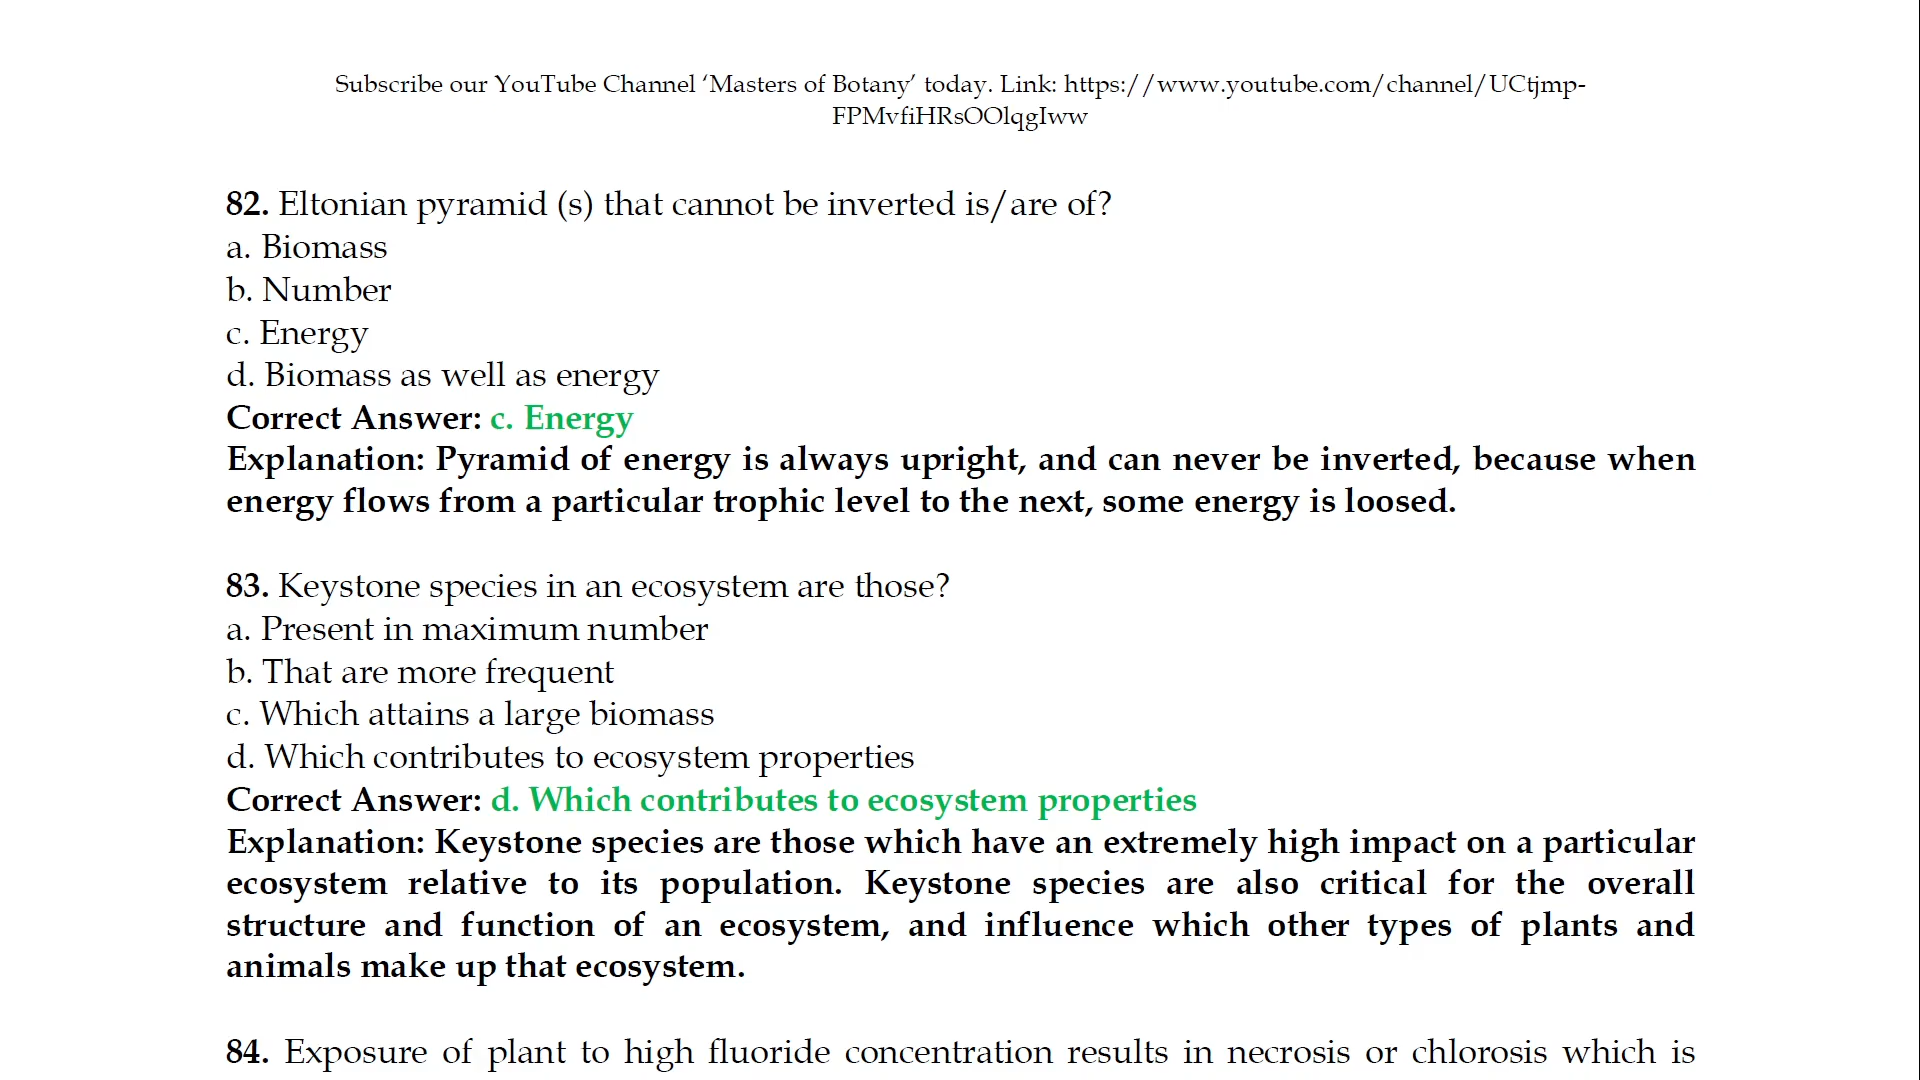 Subscribe our YouTube Channel ‘Masters of Botany’ today. Link: https://www.youtube.com/channel/UCtjmp-
FPMvfiHRsOOlqgIww
82. Eltonian pyramid (s) that cannot be inverted is/are of?
a. Biomass
b. Number
c. Energy
d. Biomass as well as energy
Correct Answer: c. Energy
Explanation: Pyramid of energy is always upright, and can never be inverted, because when
energy flows from a particular trophic level to the next, some energy is loosed.
83. Keystone species in an ecosystem are those?
a. Present in maximum number
b. That are more frequent
c. Which attains a large biomass
d. Which contributes to ecosystem properties
Correct Answer: d. Which contributes to ecosystem properties
Explanation: Keystone species are those which have an extremely high impact on a particular
ecosystem relative to its population. Keystone species are also critical for the overall
structure and function of an ecosystem, and influence which other types of plants and
animals make up that ecosystem.
84. Exposure of plant to high fluoride concentration results in necrosis or chlorosis which is